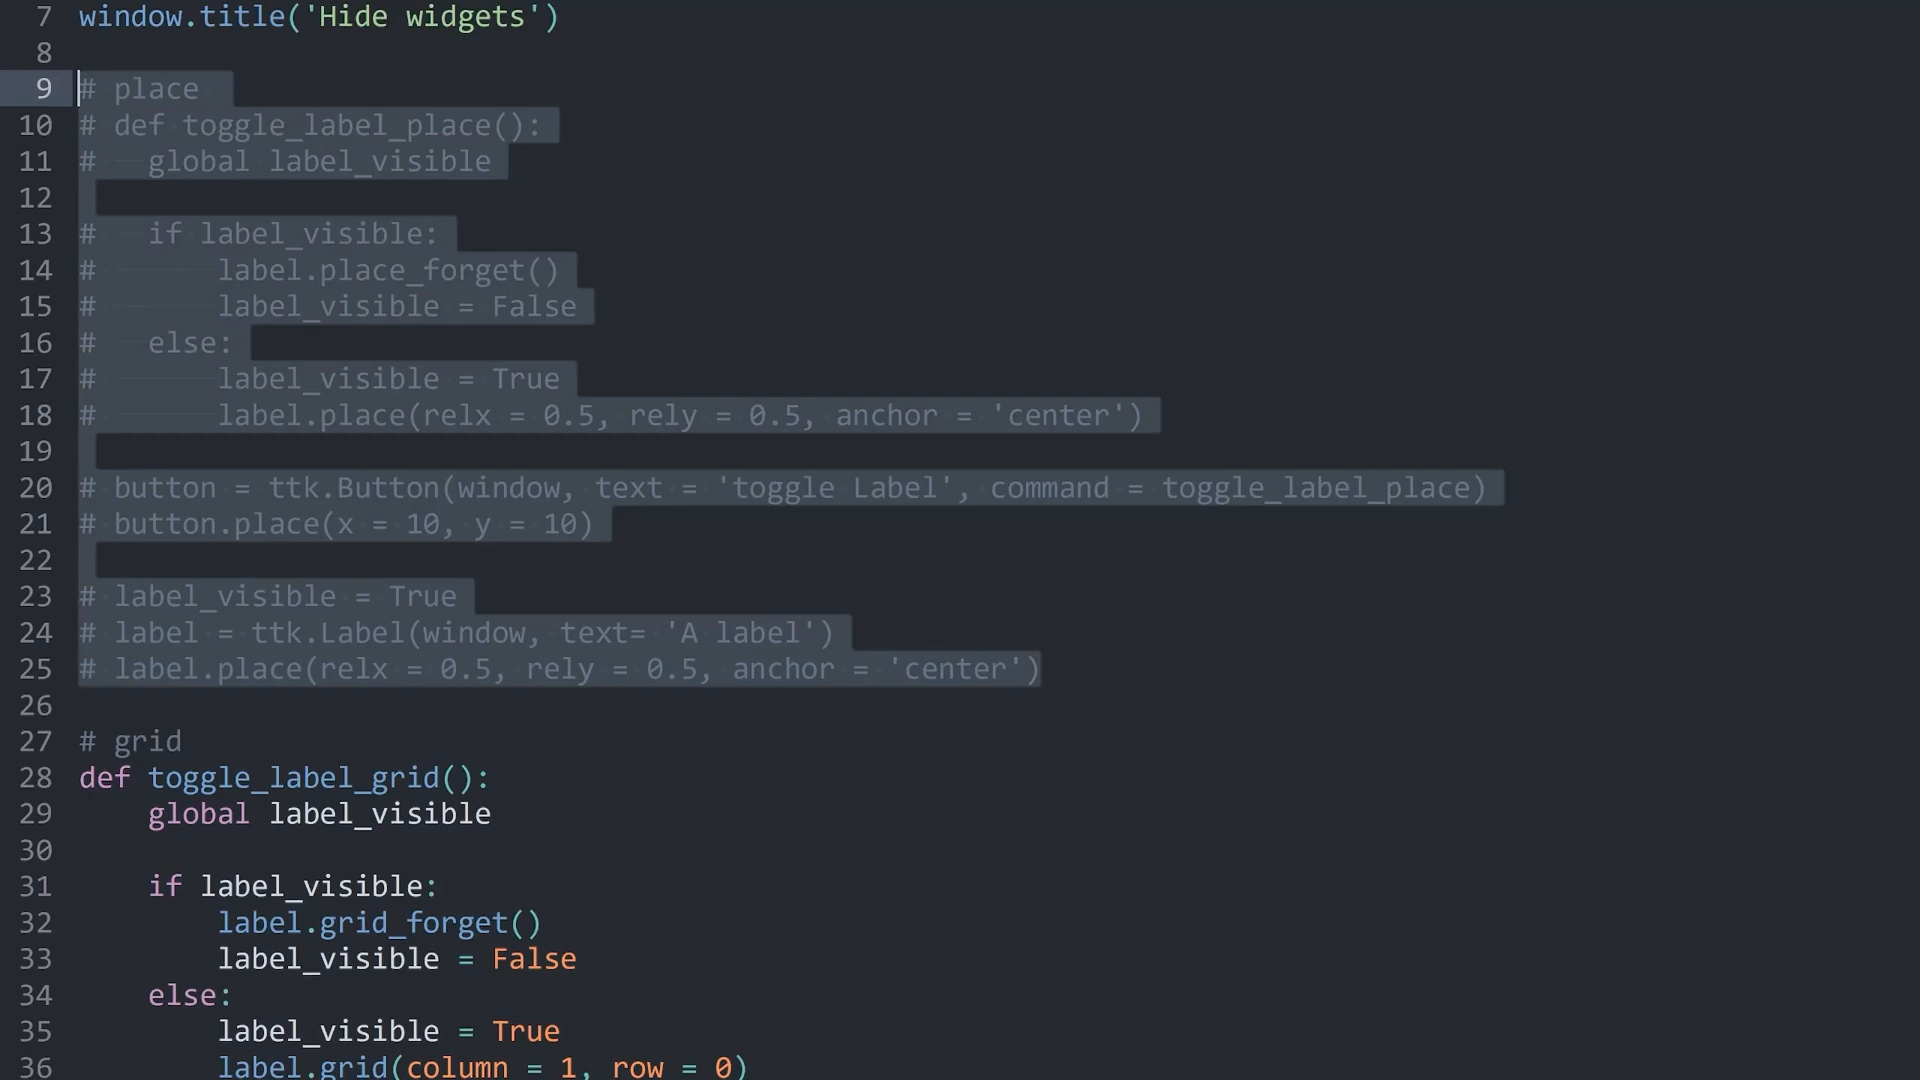 7 window.title('Hide widgets')
8
9 # place
10 # def toggle_label_place():
11 #   global label_visible
12
13 #   if label_visible:
14 #       label.place_forget()
15 #       label_visible = False
16 #   else:
17 #       label_visible = True
18 #       label.place(relx = 0.5, rely = 0.5, anchor = 'center')
19
20 # button = ttk.Button(window, text = 'toggle Label', command = toggle_label_place)
21 # button.place(x = 10, y = 10)
22
23 # label_visible = True
24 # label = ttk.Label(window, text= 'A label')
25 # label.place(relx = 0.5, rely = 0.5, anchor = 'center')
26
27 # grid
28 def toggle_label_grid():
29     global label_visible
30
31     if label_visible:
32         label.grid_forget()
33         label_visible = False
34     else:
35         label_visible = True
36         label.grid(column = 1, row = 0)